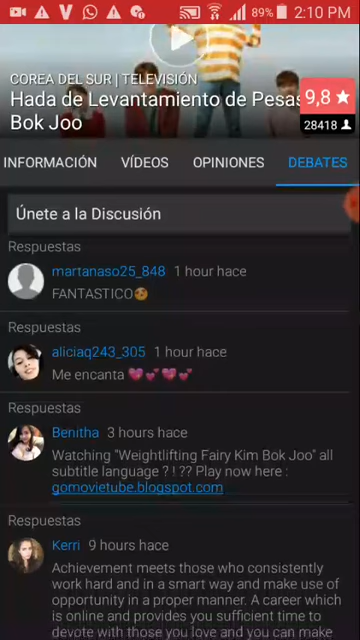 89% 2:10 PM
COREA DEL SUR | TELEVISIÓN
Hada de Levantamiento de Pesas
Bok Joo
9,8
28418
INFORMACIÓN VÍDEOS OPINIONES DEBATES
Únete a la Discusión
Respuestas
martanaso25_848 1 hour hace
FANTASTICO
Respuestas
aliciaq243_305 1 hour hace
Me encanta
Respuestas
Benitha 3 hours hace
Watching "Weightlifting Fairy Kim Bok Joo" all
subtitle language ? ! ?? Play now here :
gomovietube.blogspot.com
Respuestas
Kerri 9 hours hace
Achievement meets those who consistently
work hard and in a smart way and make use of
opportunity in a proper manner. A career which
is online and provides you sufficient time to
devote with those you love and you can make